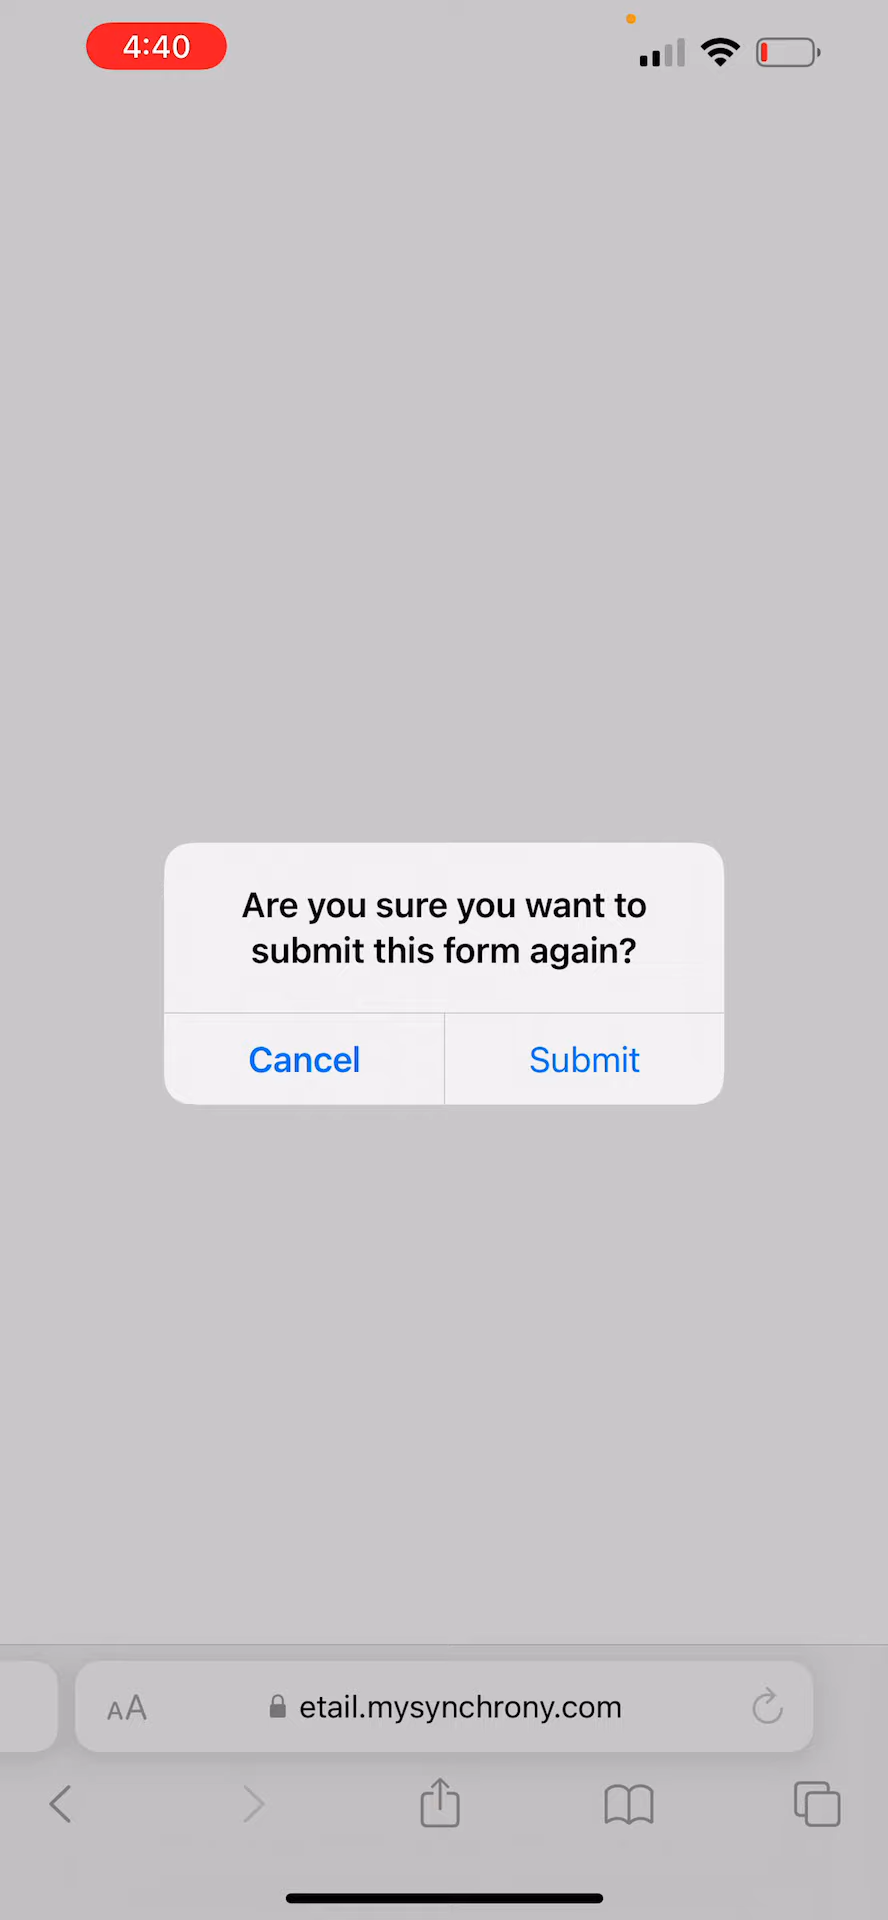 4:40
Are you sure you want to
submit this form again?
Cancel
Submit
AA
etail.mysynchrony.com